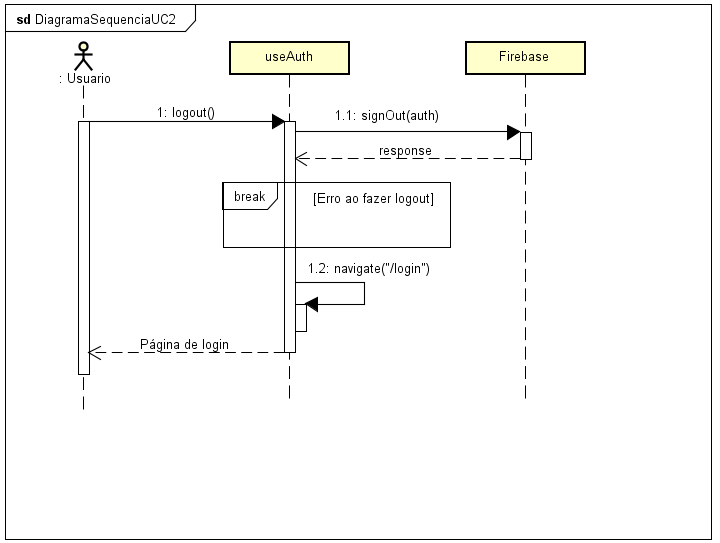 sd DiagramaSequenciaUC2
: Usuario
useAuth
Firebase
1: logout()
1.1: signOut(auth)
response
break
[Erro ao fazer logout]
1.2: navigate("/login")
Página de login